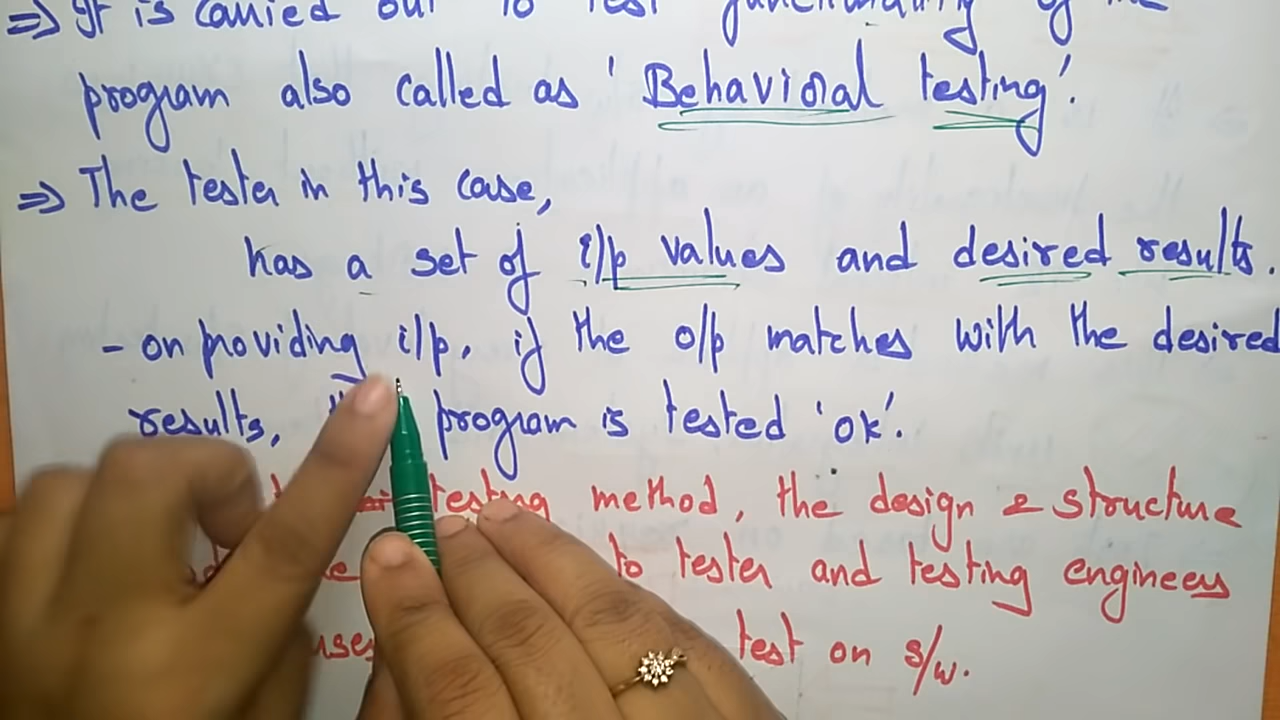 ⇒ It is carried out to test functionality of the
program also called as 'Behavioral testing'.
⇒ The tester in this case,
has a set of i/p values and desired results.
- on providing i/p, if the o/p matches with the desired
results, program is tested 'ok'.
testing method, the design & structure
to tester and testing engineers
test on s/w.